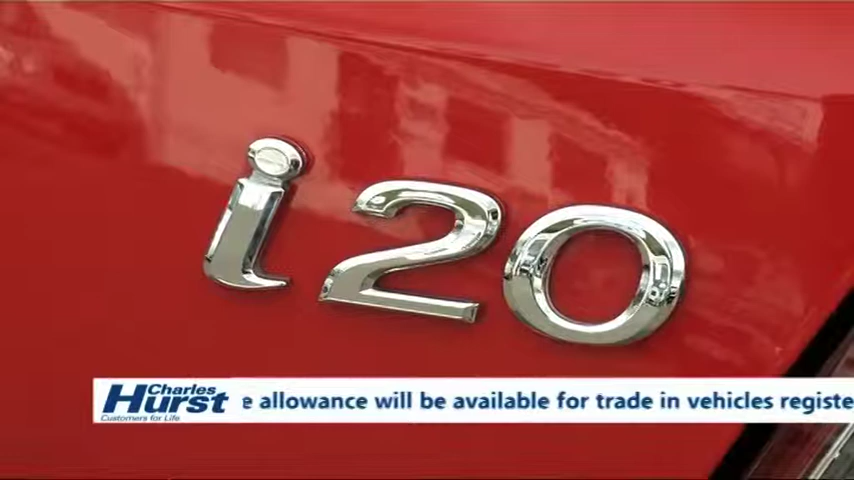 i20
Charles
Hurst
Customers for Life
e allowance will be available for trade in vehicles registe